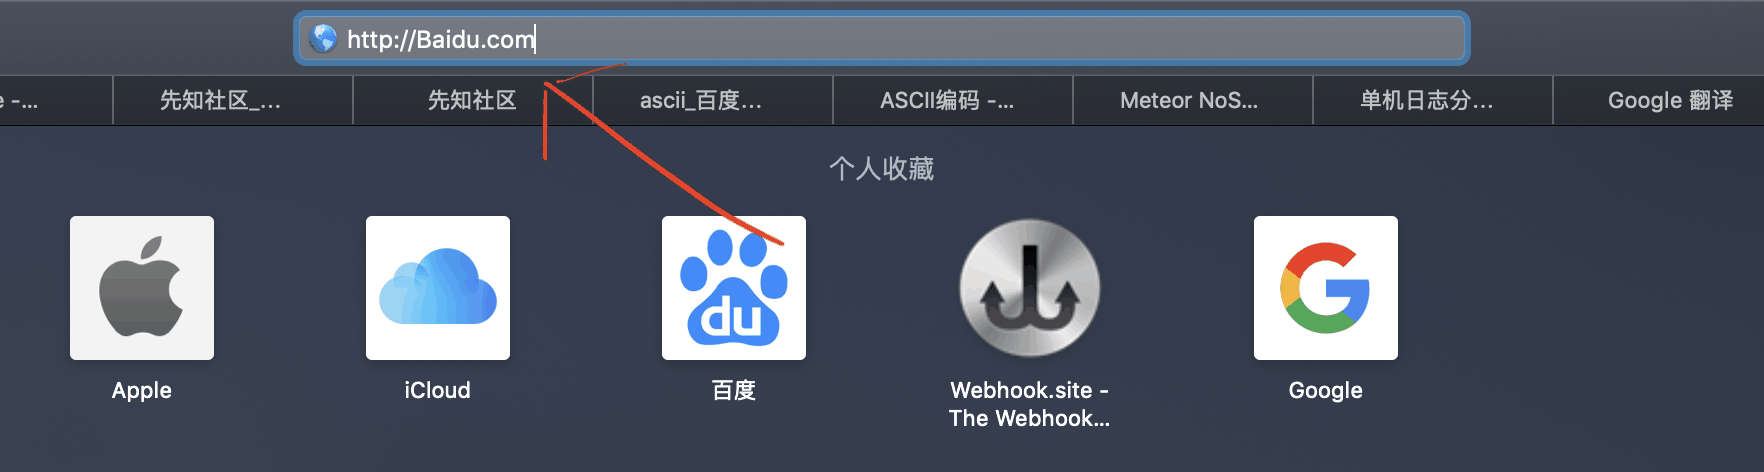 http://Baidu.com
e -...
先知社区_...
先知社区
ascii_百度...
ASCII编码 -...
Meteor NoS...
单机日志分...
Google 翻译
个人收藏
du
Apple
iCloud
百度
Webhook.site -
The Webhook...
Google